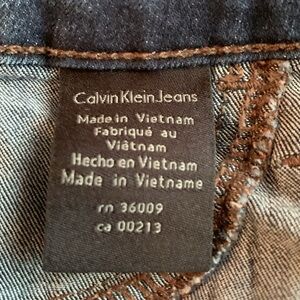 Calvin Klein Jeans
Made in Vietnam
Fabriqué au
Viêtnam
Hecho en Vietnam
Made in Vietname
rn 36009
ca 00213